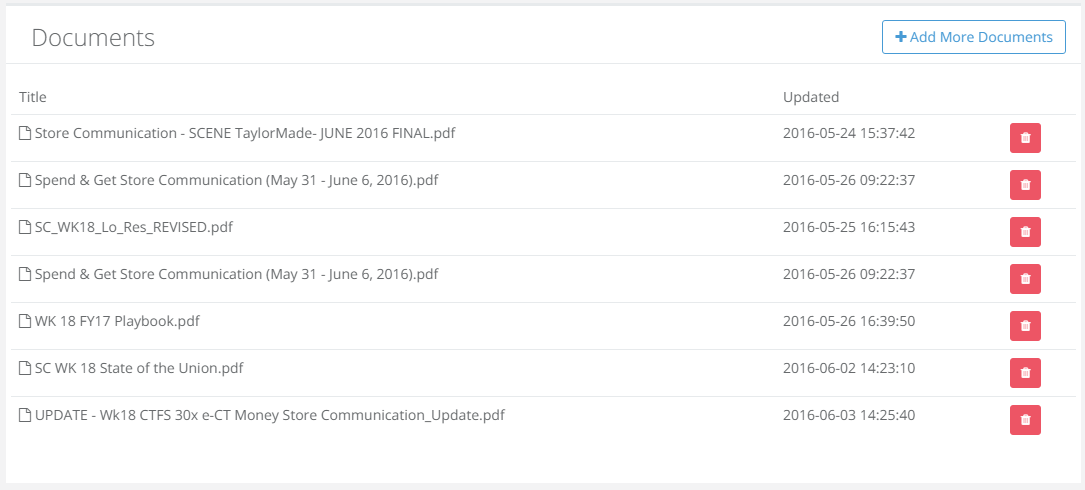 Documents
+ Add More Documents
Title Updated
Store Communication - SCENE TaylorMade- JUNE 2016 FINAL.pdf 2016-05-24 15:37:42
Spend & Get Store Communication (May 31 - June 6, 2016).pdf 2016-05-26 09:22:37
SC_WK18_Lo_Res_REVISED.pdf 2016-05-25 16:15:43
Spend & Get Store Communication (May 31 - June 6, 2016).pdf 2016-05-26 09:22:37
WK 18 FY17 Playbook.pdf 2016-05-26 16:39:50
SC WK 18 State of the Union.pdf 2016-06-02 14:23:10
UPDATE - Wk18 CTFS 30x e-CT Money Store Communication_Update.pdf 2016-06-03 14:25:40